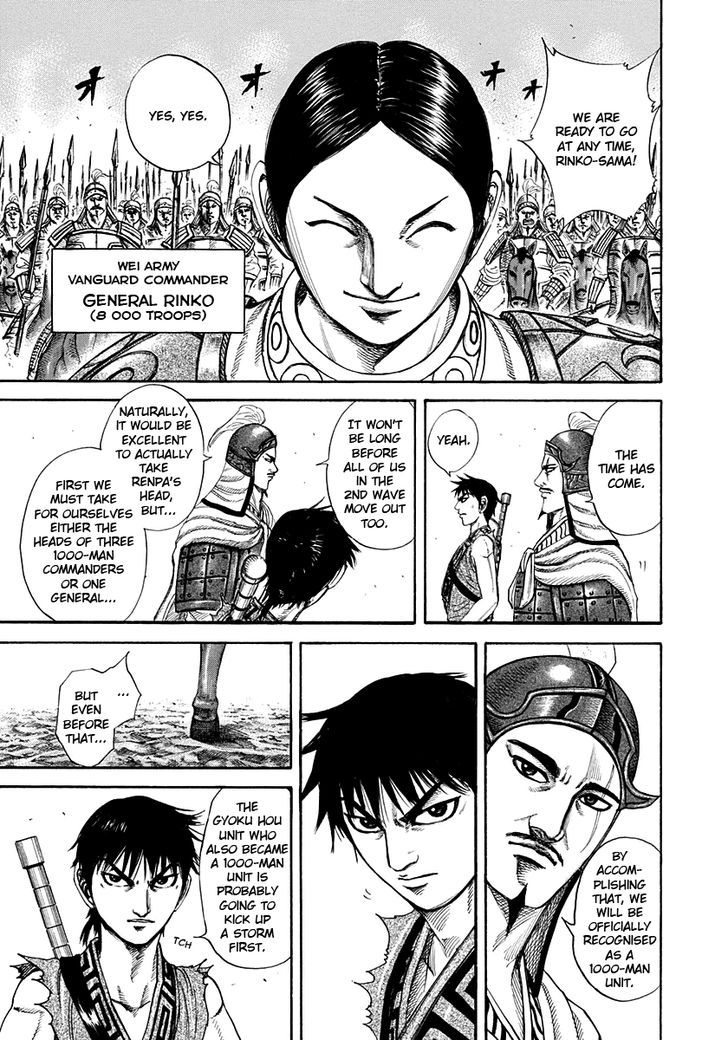 WE ARE
READY TO GO
AT ANY TIME,
RINKO-SAMA!
オ
オ
YES, YES.
オ
WEI ARMY
VANGUARD COMMANDER
GENERAL RINKO
(8 000 TROOPS)
THE
TIME HAS
COME.
YEAH.
IT WON'T
BE LONG
BEFORE
ALL OF US
IN THE
2ND WAVE
MOVE OUT
TOO.
NATURALLY,
IT WOULD BE
EXCELLENT
TO ACTUALLY
TAKE
RENPA'S
HEAD,
BUT...
FIRST WE
MUST TAKE
FOR OURSELVES
EITHER THE
HEADS OF THREE
1000-MAN
COMMANDERS
OR ONE
GENERAL...
BY
ACCOM-
PLISHING
THAT, WE
WILL BE
OFFICIALLY
RECOGNISED
AS A
1000-MAN
UNIT.
...
BUT
EVEN
BEFORE
THAT...
THE
GYOKU HOU
UNIT WHO
ALSO BECAME
A 1000-MAN
UNIT IS
PROBABLY
GOING TO
KICK UP
A STORM
FIRST.
TCH